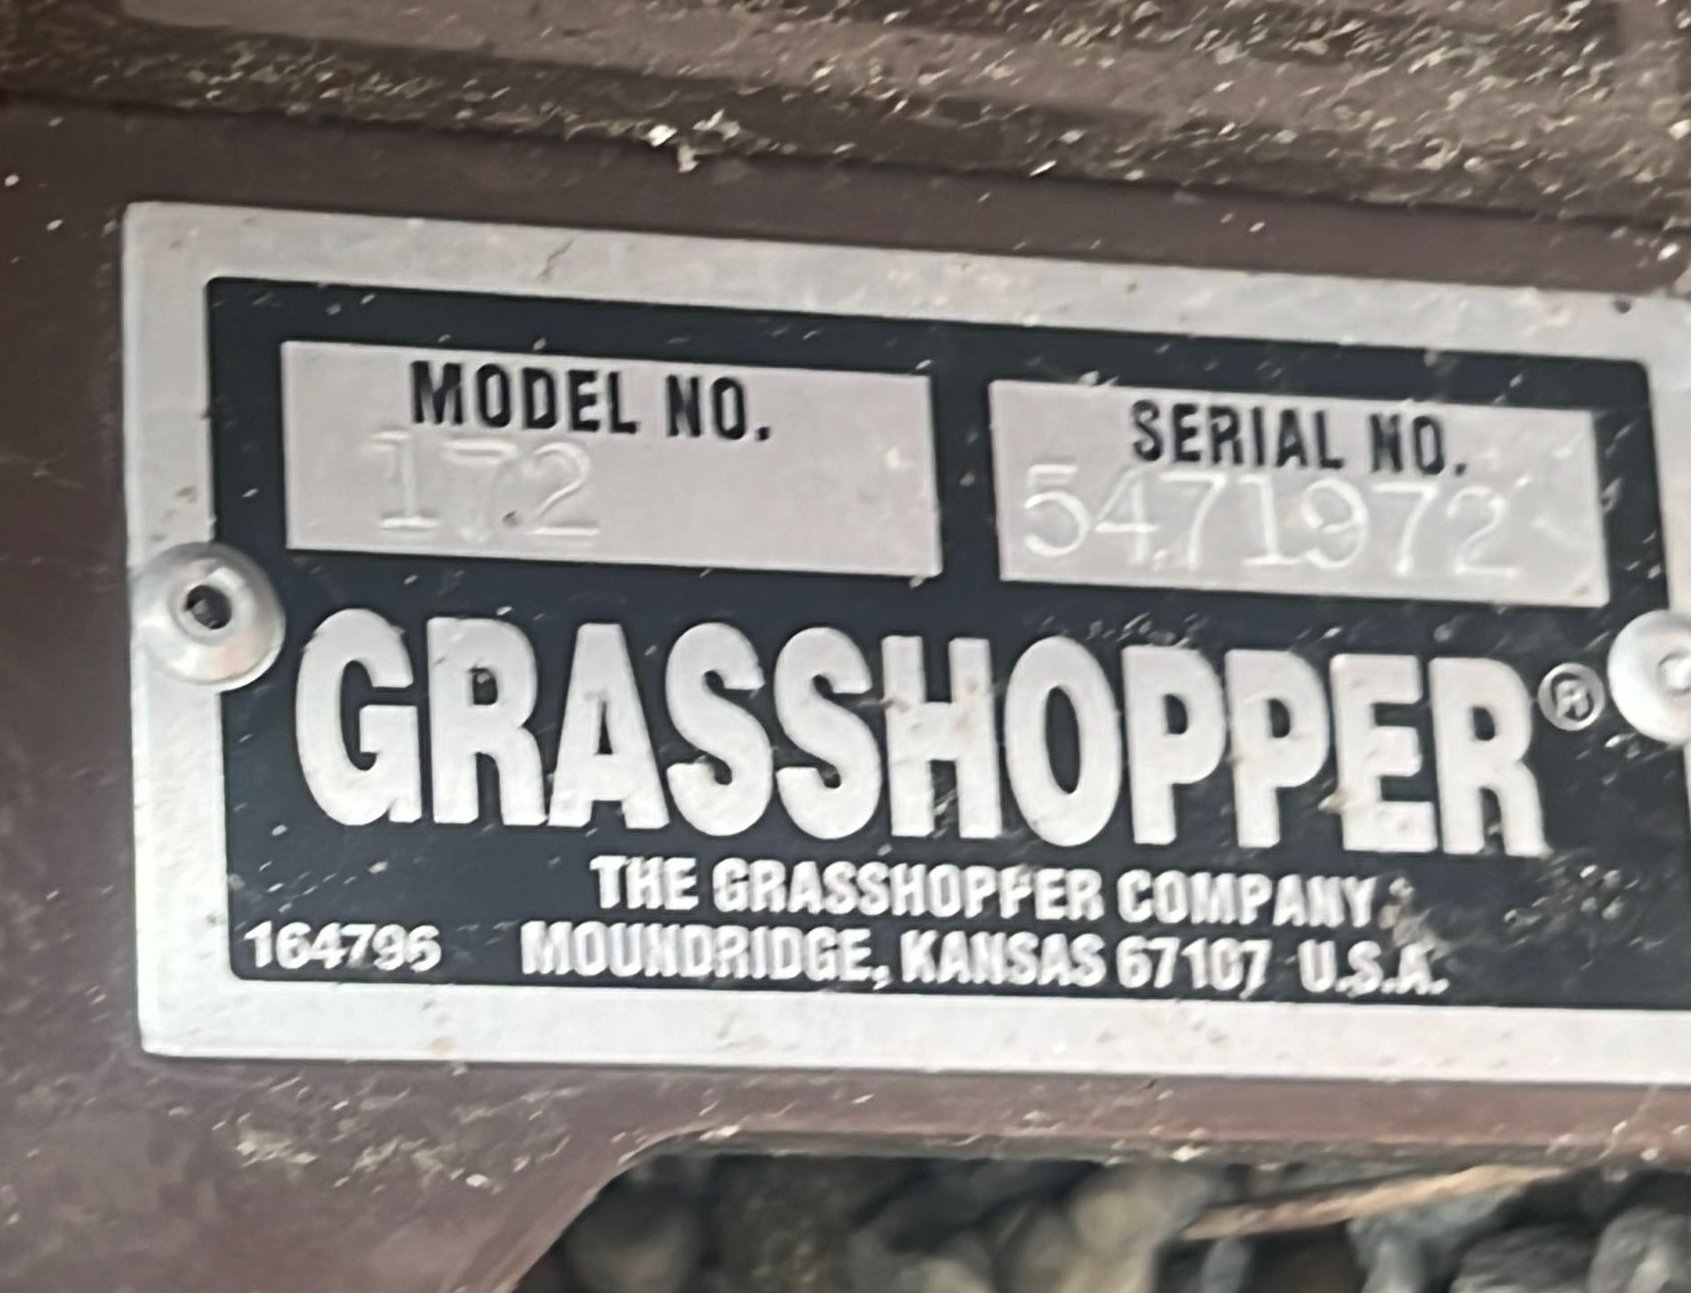 MODEL NO.
172
SERIAL NO.
5471972
GRASSHOPPER®
THE GRASSHOPPER COMPANY
164796 MOUNDRIDGE, KANSAS 67107 U.S.A.